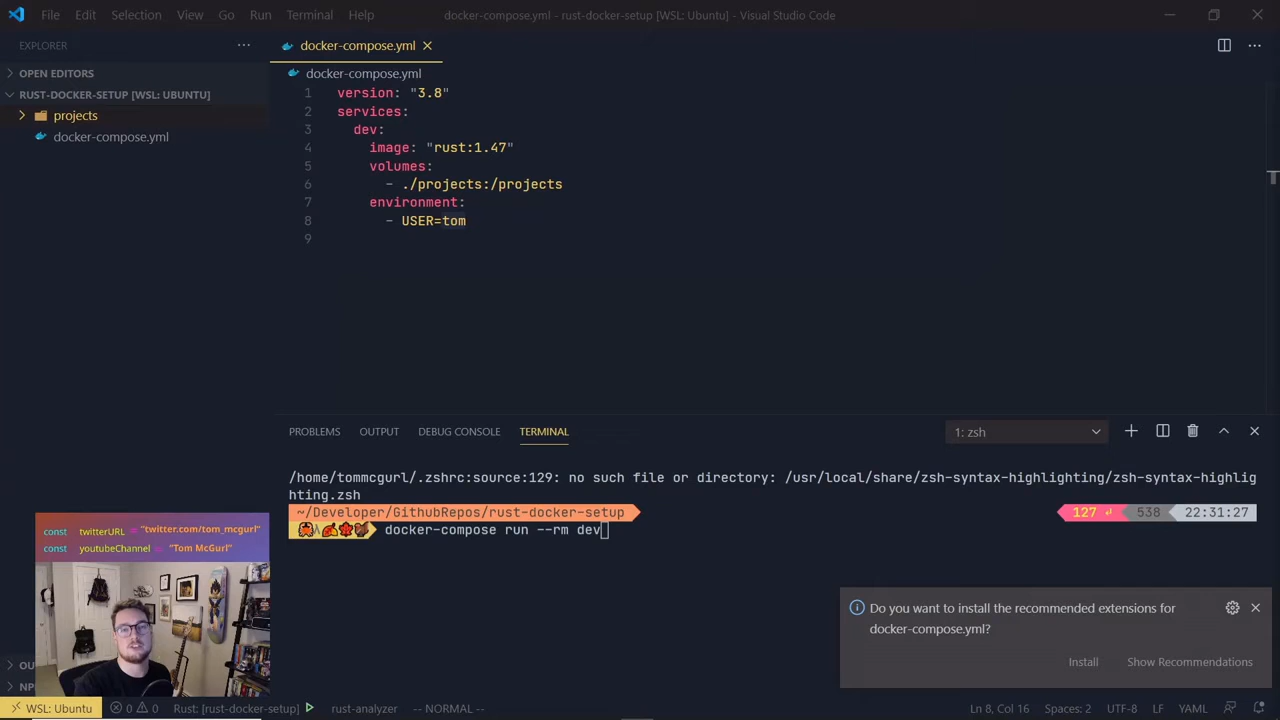 File Edit Selection View Go Run Terminal Help
docker-compose.yml - rust-docker-setup [WSL: Ubuntu] - Visual Studio Code
EXPLORER
OPEN EDITORS
RUST-DOCKER-SETUP [WSL: UBUNTU]
projects
docker-compose.yml
docker-compose.yml
docker-compose.yml
1 version: "3.8"
2 services:
3 dev:
4 image: "rust:1.47"
5 volumes:
6 - ./projects:/projects
7 environment:
8 - USER=tom
9
PROBLEMS OUTPUT DEBUG CONSOLE TERMINAL
1: zsh
/home/tommcgurl/.zshrc:source:129: no such file or directory: /usr/local/share/zsh-syntax-highlighting/zsh-syntax-highlig
hting.zsh
~/Developer/GithubRepos/rust-docker-setup 127 538 22:31:27
docker-compose run --rm dev
const twitterURL = "twitter.com/tom_mcgurl"
const youtubeChannel = "Tom McGurl"
Do you want to install the recommended extensions for
docker-compose.yml?
Install Show Recommendations
OU
NP
WSL: Ubuntu 0 0 Rust: [rust-docker-setup] rust-analyzer -- NORMAL -- Ln 8, Col 16 Spaces: 2 UTF-8 LF YAML